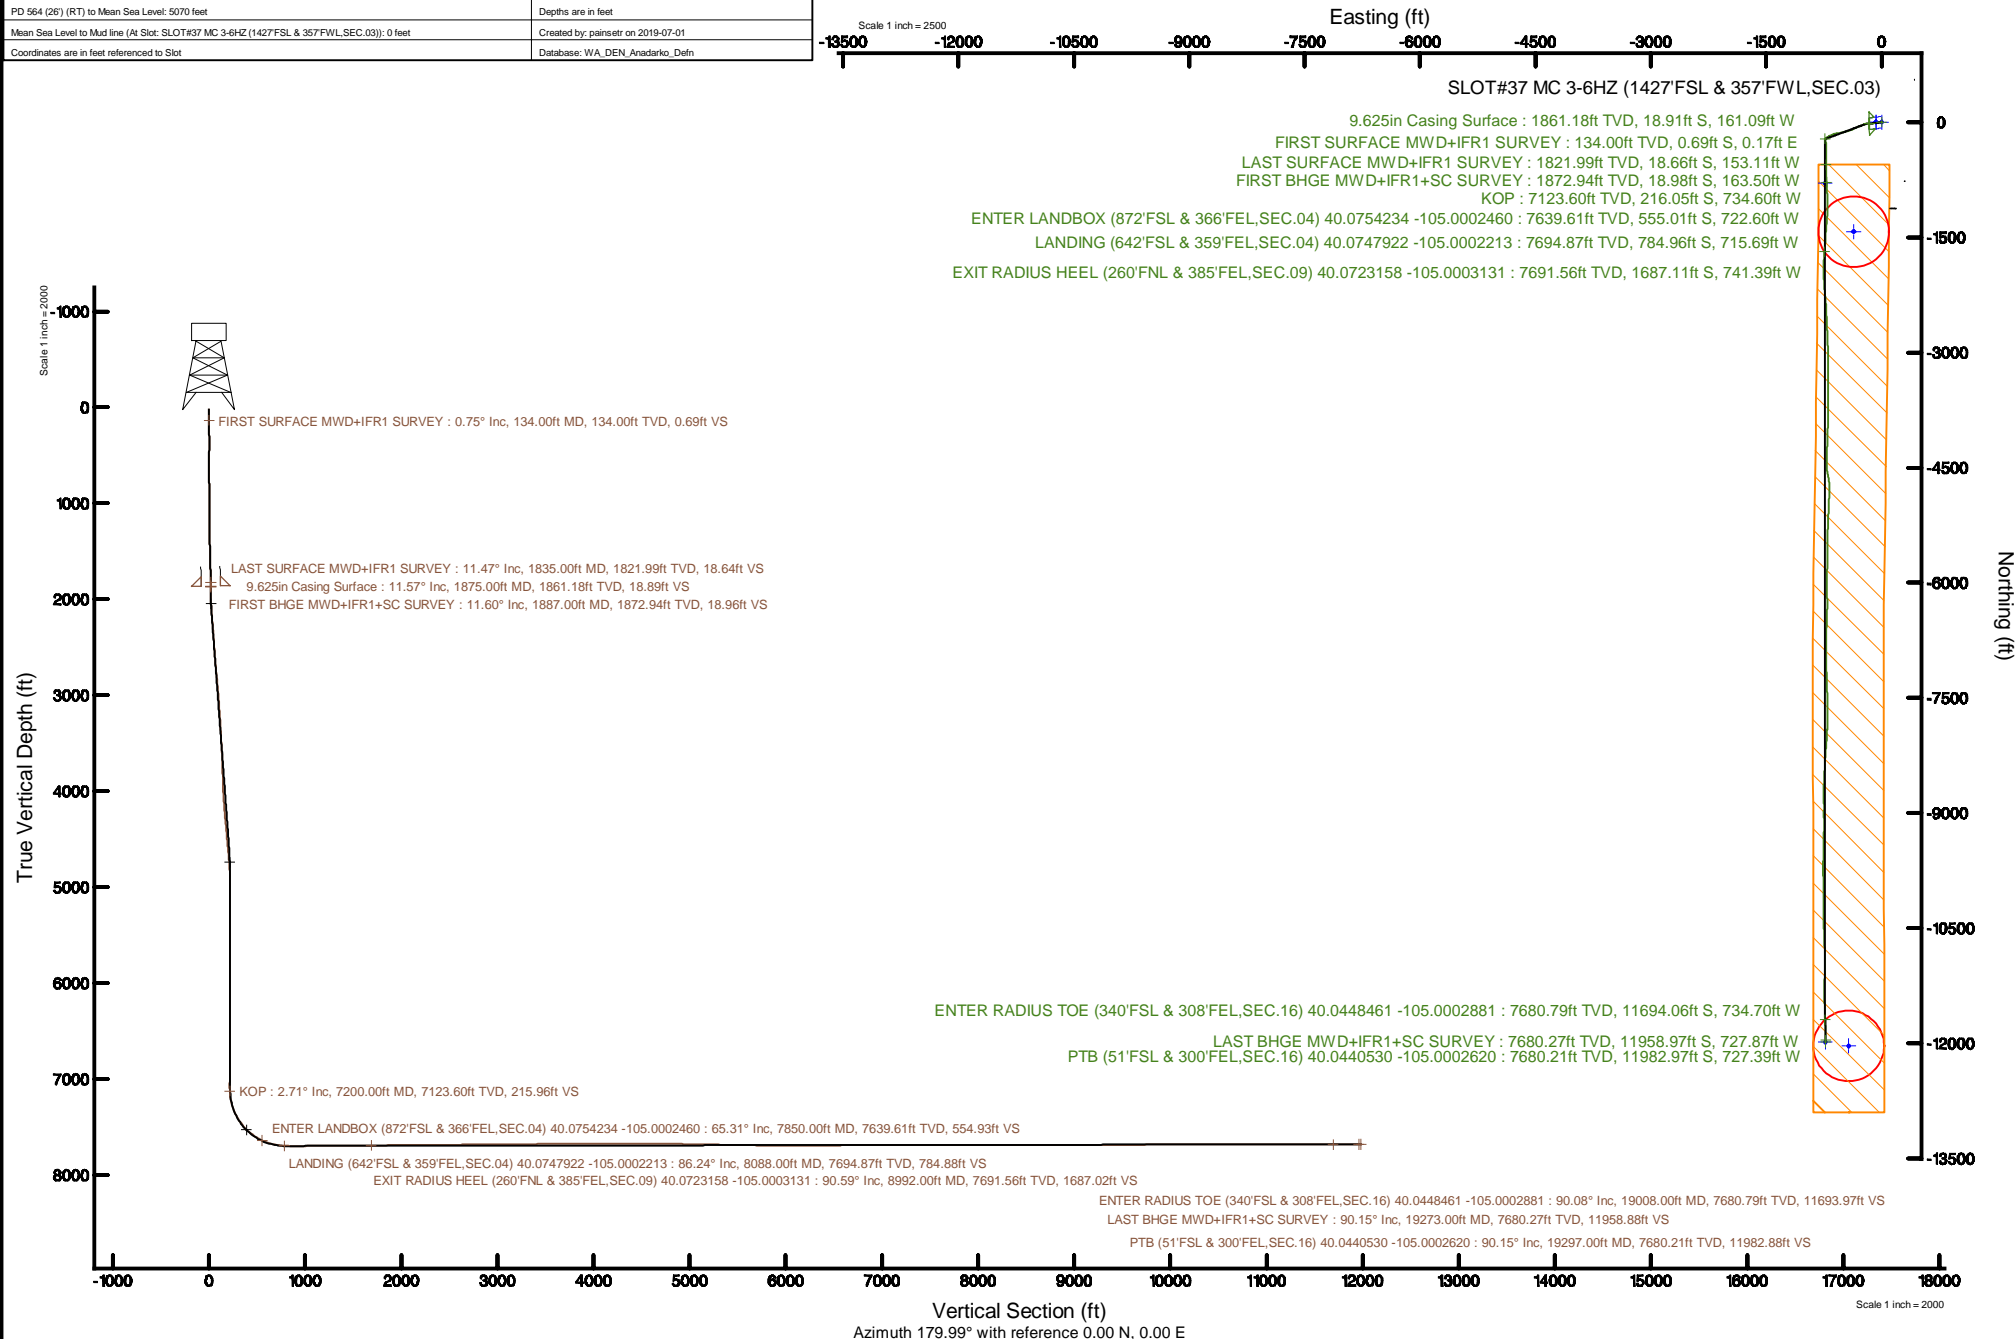 PD 564 (26') (RT) to Mean Sea Level: 5070 feet
Depths are in feet
Mean Sea Level to Mud line (At Slot: SLOT#37 MC 3-6HZ (1427'FSL & 357'FWL,SEC.03)): 0 feet
Created by: painsetr on 2019-07-01
Coordinates are in feet referenced to Slot
Database: WA_DEN_Anadarko_Defn
Scale 1 inch = 2500
Easting (ft)
-13500 -12000 -10500 -9000 -7500 -6000 -4500 -3000 -1500 0
SLOT#37 MC 3-6HZ (1427'FSL & 357'FWL,SEC.03)
9.625in Casing Surface : 1861.18ft TVD, 18.91ft S, 161.09ft W
FIRST SURFACE MWD+IFR1 SURVEY : 134.00ft TVD, 0.69ft S, 0.17ft E
LAST SURFACE MWD+IFR1 SURVEY : 1821.99ft TVD, 18.66ft S, 153.11ft W
FIRST BHGE MWD+IFR1+SC SURVEY : 1872.94ft TVD, 18.98ft S, 163.50ft W
KOP : 7123.60ft TVD, 216.05ft S, 734.60ft W
ENTER LANDBOX (872'FSL & 366'FEL,SEC.04) 40.0754234 -105.0002460 : 7639.61ft TVD, 555.01ft S, 722.60ft W
LANDING (642'FSL & 359'FEL,SEC.04) 40.0747922 -105.0002213 : 7694.87ft TVD, 784.96ft S, 715.69ft W
EXIT RADIUS HEEL (260'FNL & 385'FEL,SEC.09) 40.0723158 -105.0003131 : 7691.56ft TVD, 1687.11ft S, 741.39ft W
ENTER RADIUS TOE (340'FSL & 308'FEL,SEC.16) 40.0448461 -105.0002881 : 7680.79ft TVD, 11694.06ft S, 734.70ft W
LAST BHGE MWD+IFR1+SC SURVEY : 7680.27ft TVD, 11958.97ft S, 727.87ft W
PTB (51'FSL & 300'FEL,SEC.16) 40.0440530 -105.0002620 : 7680.21ft TVD, 11982.97ft S, 727.39ft W
0
-1500
-3000
-4500
-6000
-7500
-9000
-10500
-12000
-13500
Northing (ft)
Scale 1 inch = 2000
True Vertical Depth (ft)
-1000
0
1000
2000
3000
4000
5000
6000
7000
8000
FIRST SURFACE MWD+IFR1 SURVEY : 0.75° Inc, 134.00ft MD, 134.00ft TVD, 0.69ft VS
LAST SURFACE MWD+IFR1 SURVEY : 11.47° Inc, 1835.00ft MD, 1821.99ft TVD, 18.64ft VS
9.625in Casing Surface : 11.57° Inc, 1875.00ft MD, 1861.18ft TVD, 18.89ft VS
FIRST BHGE MWD+IFR1+SC SURVEY : 11.60° Inc, 1887.00ft MD, 1872.94ft TVD, 18.96ft VS
KOP : 2.71° Inc, 7200.00ft MD, 7123.60ft TVD, 215.96ft VS
ENTER LANDBOX (872'FSL & 366'FEL,SEC.04) 40.0754234 -105.0002460 : 65.31° Inc, 7850.00ft MD, 7639.61ft TVD, 554.93ft VS
LANDING (642'FSL & 359'FEL,SEC.04) 40.0747922 -105.0002213 : 86.24° Inc, 8088.00ft MD, 7694.87ft TVD, 784.88ft VS
EXIT RADIUS HEEL (260'FNL & 385'FEL,SEC.09) 40.0723158 -105.0003131 : 90.59° Inc, 8992.00ft MD, 7691.56ft TVD, 1687.02ft VS
ENTER RADIUS TOE (340'FSL & 308'FEL,SEC.16) 40.0448461 -105.0002881 : 90.08° Inc, 19008.00ft MD, 7680.79ft TVD, 11693.97ft VS
LAST BHGE MWD+IFR1+SC SURVEY : 90.15° Inc, 19273.00ft MD, 7680.27ft TVD, 11958.88ft VS
PTB (51'FSL & 300'FEL,SEC.16) 40.0440530 -105.0002620 : 90.15° Inc, 19297.00ft MD, 7680.21ft TVD, 11982.88ft VS
-1000 0 1000 2000 3000 4000 5000 6000 7000 8000 9000 10000 11000 12000 13000 14000 15000 16000 17000 18000
Vertical Section (ft)
Scale 1 inch = 2000
Azimuth 179.99° with reference 0.00 N, 0.00 E